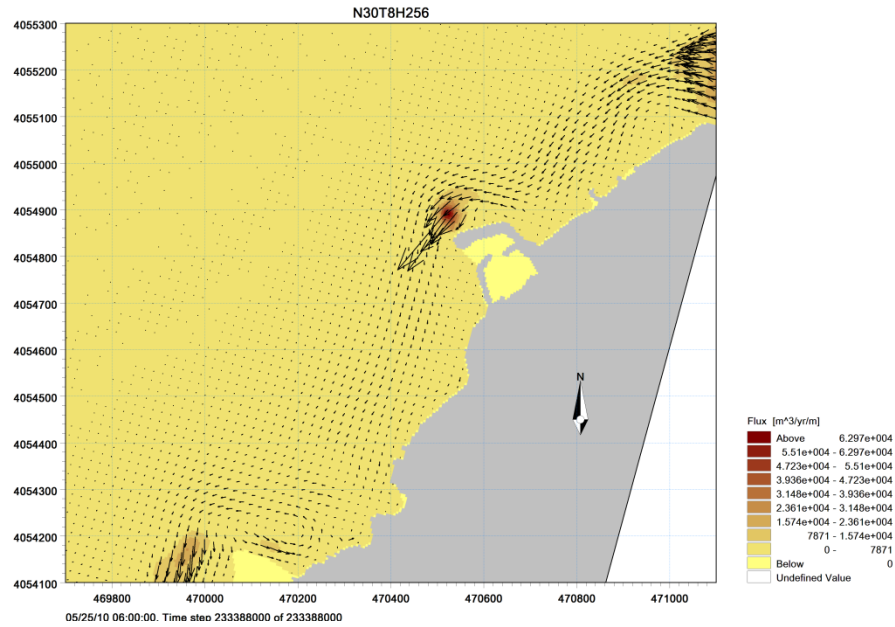 N30T8H256
4055300
4055200
4055100
4055000
4054900
4054800
4054700
4054600
4054500
4054400
4054300
4054200
4054100
469800 470000 470200 470400 470600 470800 471000
N
Flux [m^3/yr/m]
Above 6.297e+004
5.51e+004 - 6.297e+004
4.723e+004 - 5.51e+004
3.936e+004 - 4.723e+004
3.148e+004 - 3.936e+004
2.361e+004 - 3.148e+004
1.574e+004 - 2.361e+004
7871 - 1.574e+004
0 - 7871
Below 0
Undefined Value
05/25/10 06:00:00, Time step 233388000 of 233388000